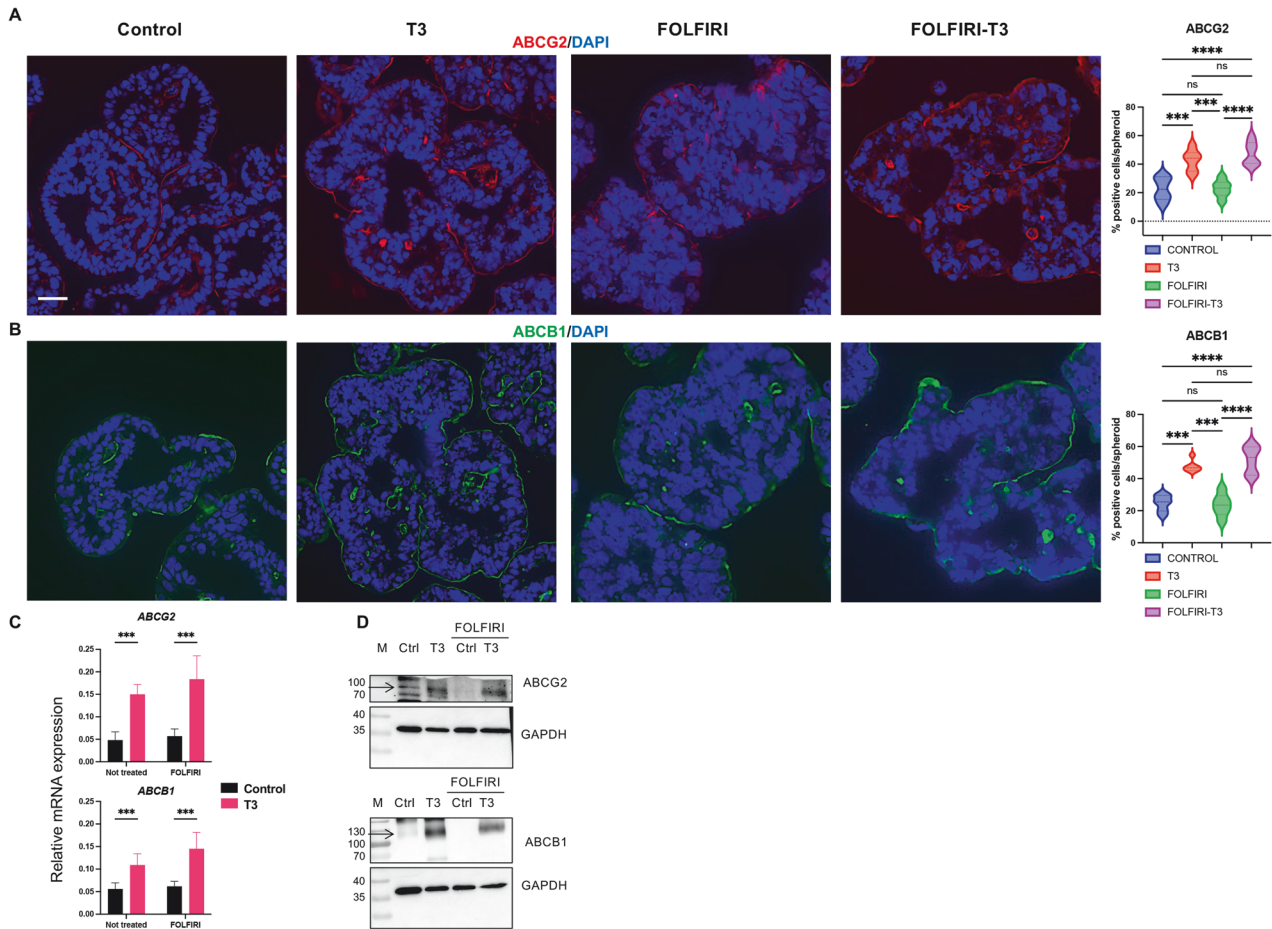 A
Control
T3
FOLFIRI
FOLFIRI-T3
ABCG2/DAPI
ABCG2
****
ns
ns
*** *** ****
% positive cells/spheroid
80
60
40
20
0
CONTROL
T3
FOLFIRI
FOLFIRI-T3
B
ABCB1/DAPI
ABCB1
****
ns
ns
*** *** ****
% positive cells/spheroid
80
60
40
20
0
CONTROL
T3
FOLFIRI
FOLFIRI-T3
C
Relative mRNA expression
ABCG2
*** ***
0.25
0.20
0.15
0.10
0.05
0.00
Not treated FOLFIRI
ABCB1
*** ***
0.25
0.20
0.15
0.10
0.05
0.00
Not treated FOLFIRI
Control
T3
D
FOLFIRI
M Ctrl T3 Ctrl T3
100
70
ABCG2
40
35
GAPDH
FOLFIRI
M Ctrl T3 Ctrl T3
130
100
70
ABCB1
40
35
GAPDH